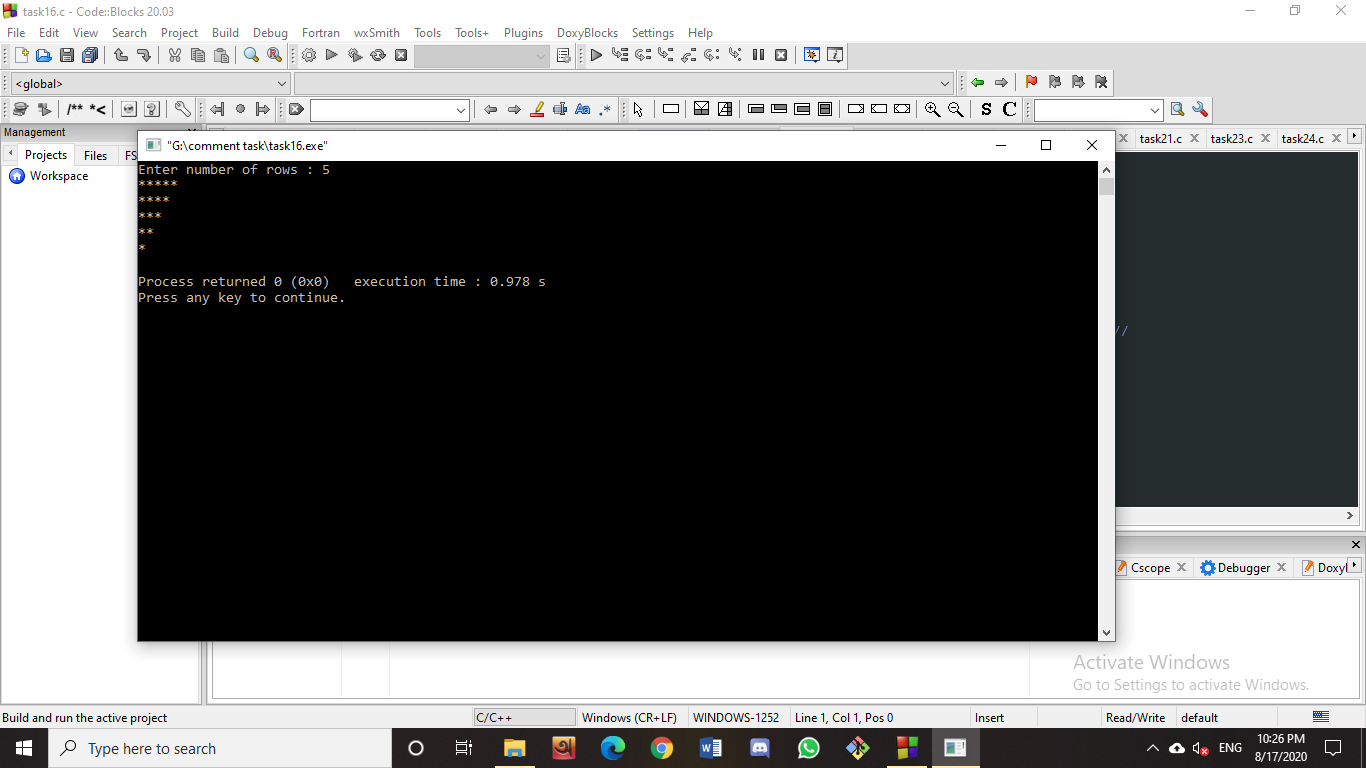 task16.c - Code::Blocks 20.03
File Edit View Search Project Build Debug Fortran wxSmith Tools Tools+ Plugins DoxyBlocks Settings Help
<global>
/** *< Aa .* S C
Management
Projects Files FS
Workspace
task21.c task23.c task24.c
"G:\comment task\task16.exe"
Enter number of rows : 5
*****
****
***
**
*
Process returned 0 (0x0)   execution time : 0.978 s
Press any key to continue.
//
Cscope Debugger Doxyl
Activate Windows
Go to Settings to activate Windows.
Build and run the active project C/C++ Windows (CR+LF) WINDOWS-1252 Line 1, Col 1, Pos 0 Insert Read/Write default
Type here to search ENG 10:26 PM
8/17/2020